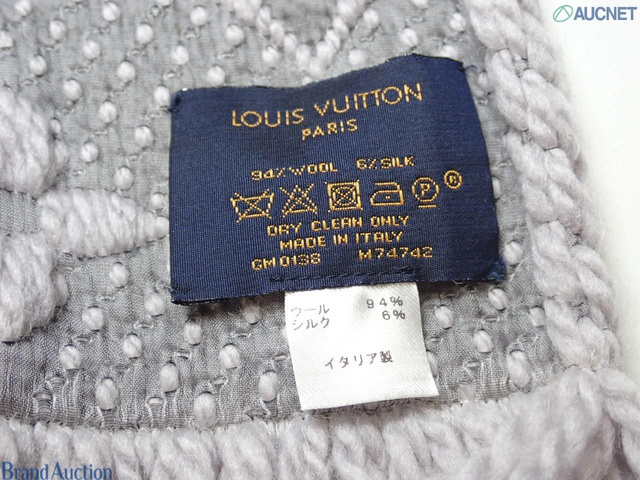 AUCNET
LOUIS VUITTON
PARIS
94% WOOL 6% SILK
P
®
DRY CLEAN ONLY
MADE IN ITALY
GM0138 M74742
ウール 94%
シルク 6%
イタリア製
Brand Auction